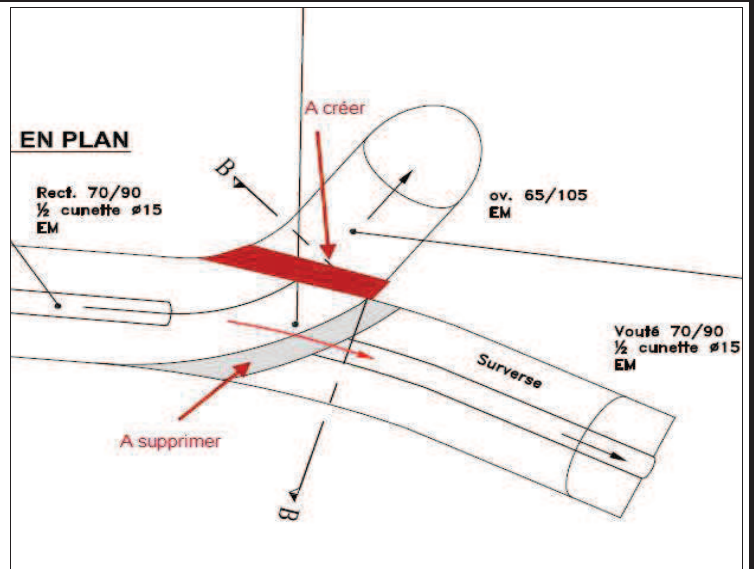 A créer
EN PLAN
B
Rect. 70/90
½ cunette ø15
EM
ov. 65/105
EM
Vouté 70/90
½ cunette ø15
EM
Surverse
A supprimer
B